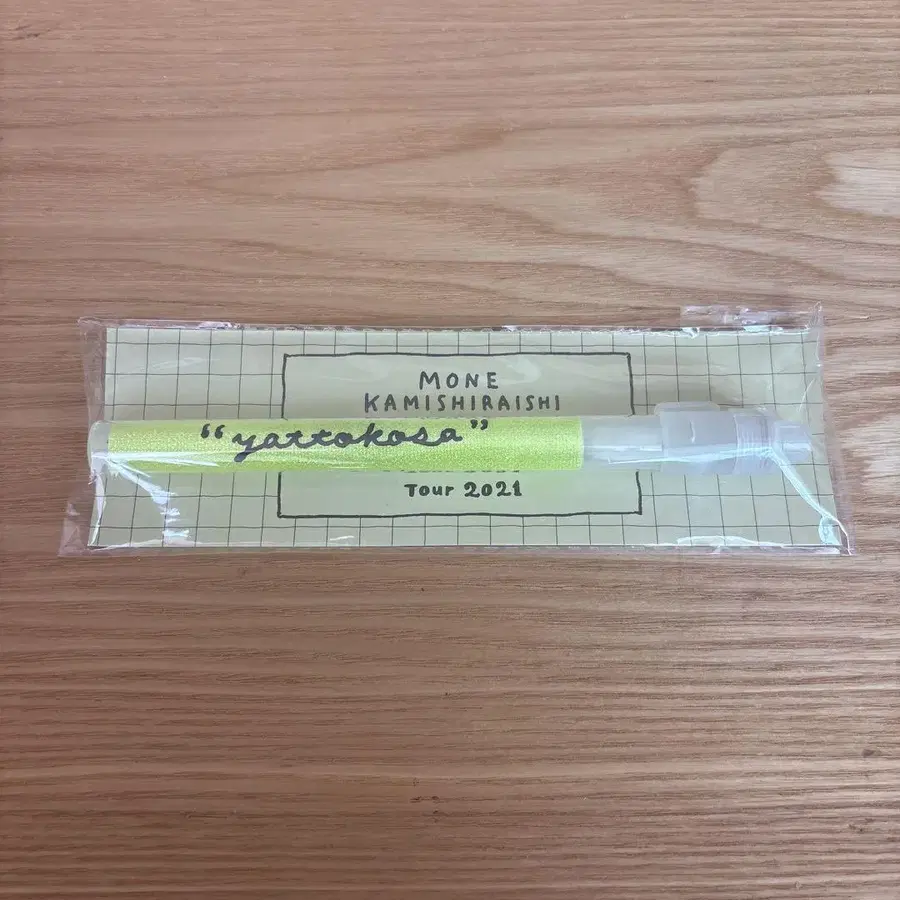 MONE
KAMISHIRAISHI
"yattokosa"
Tour 2021